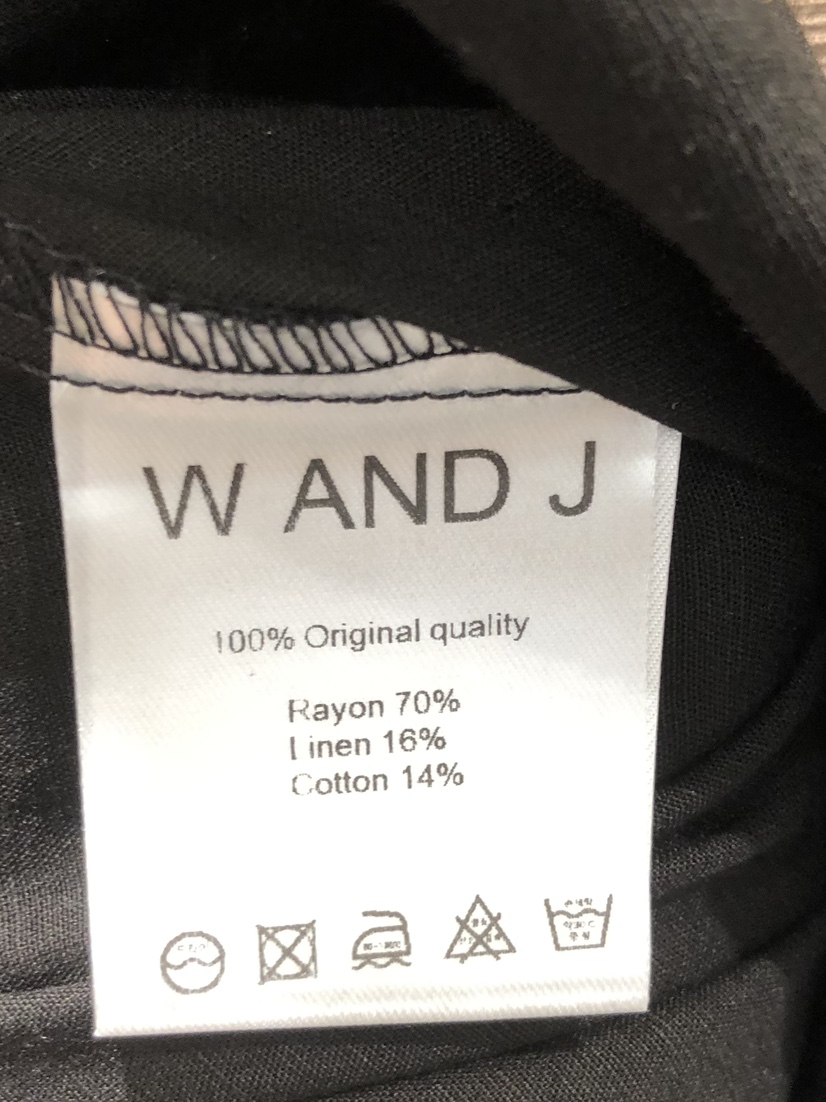 W AND J
100% Original quality
Rayon 70%
Linen 16%
Cotton 14%